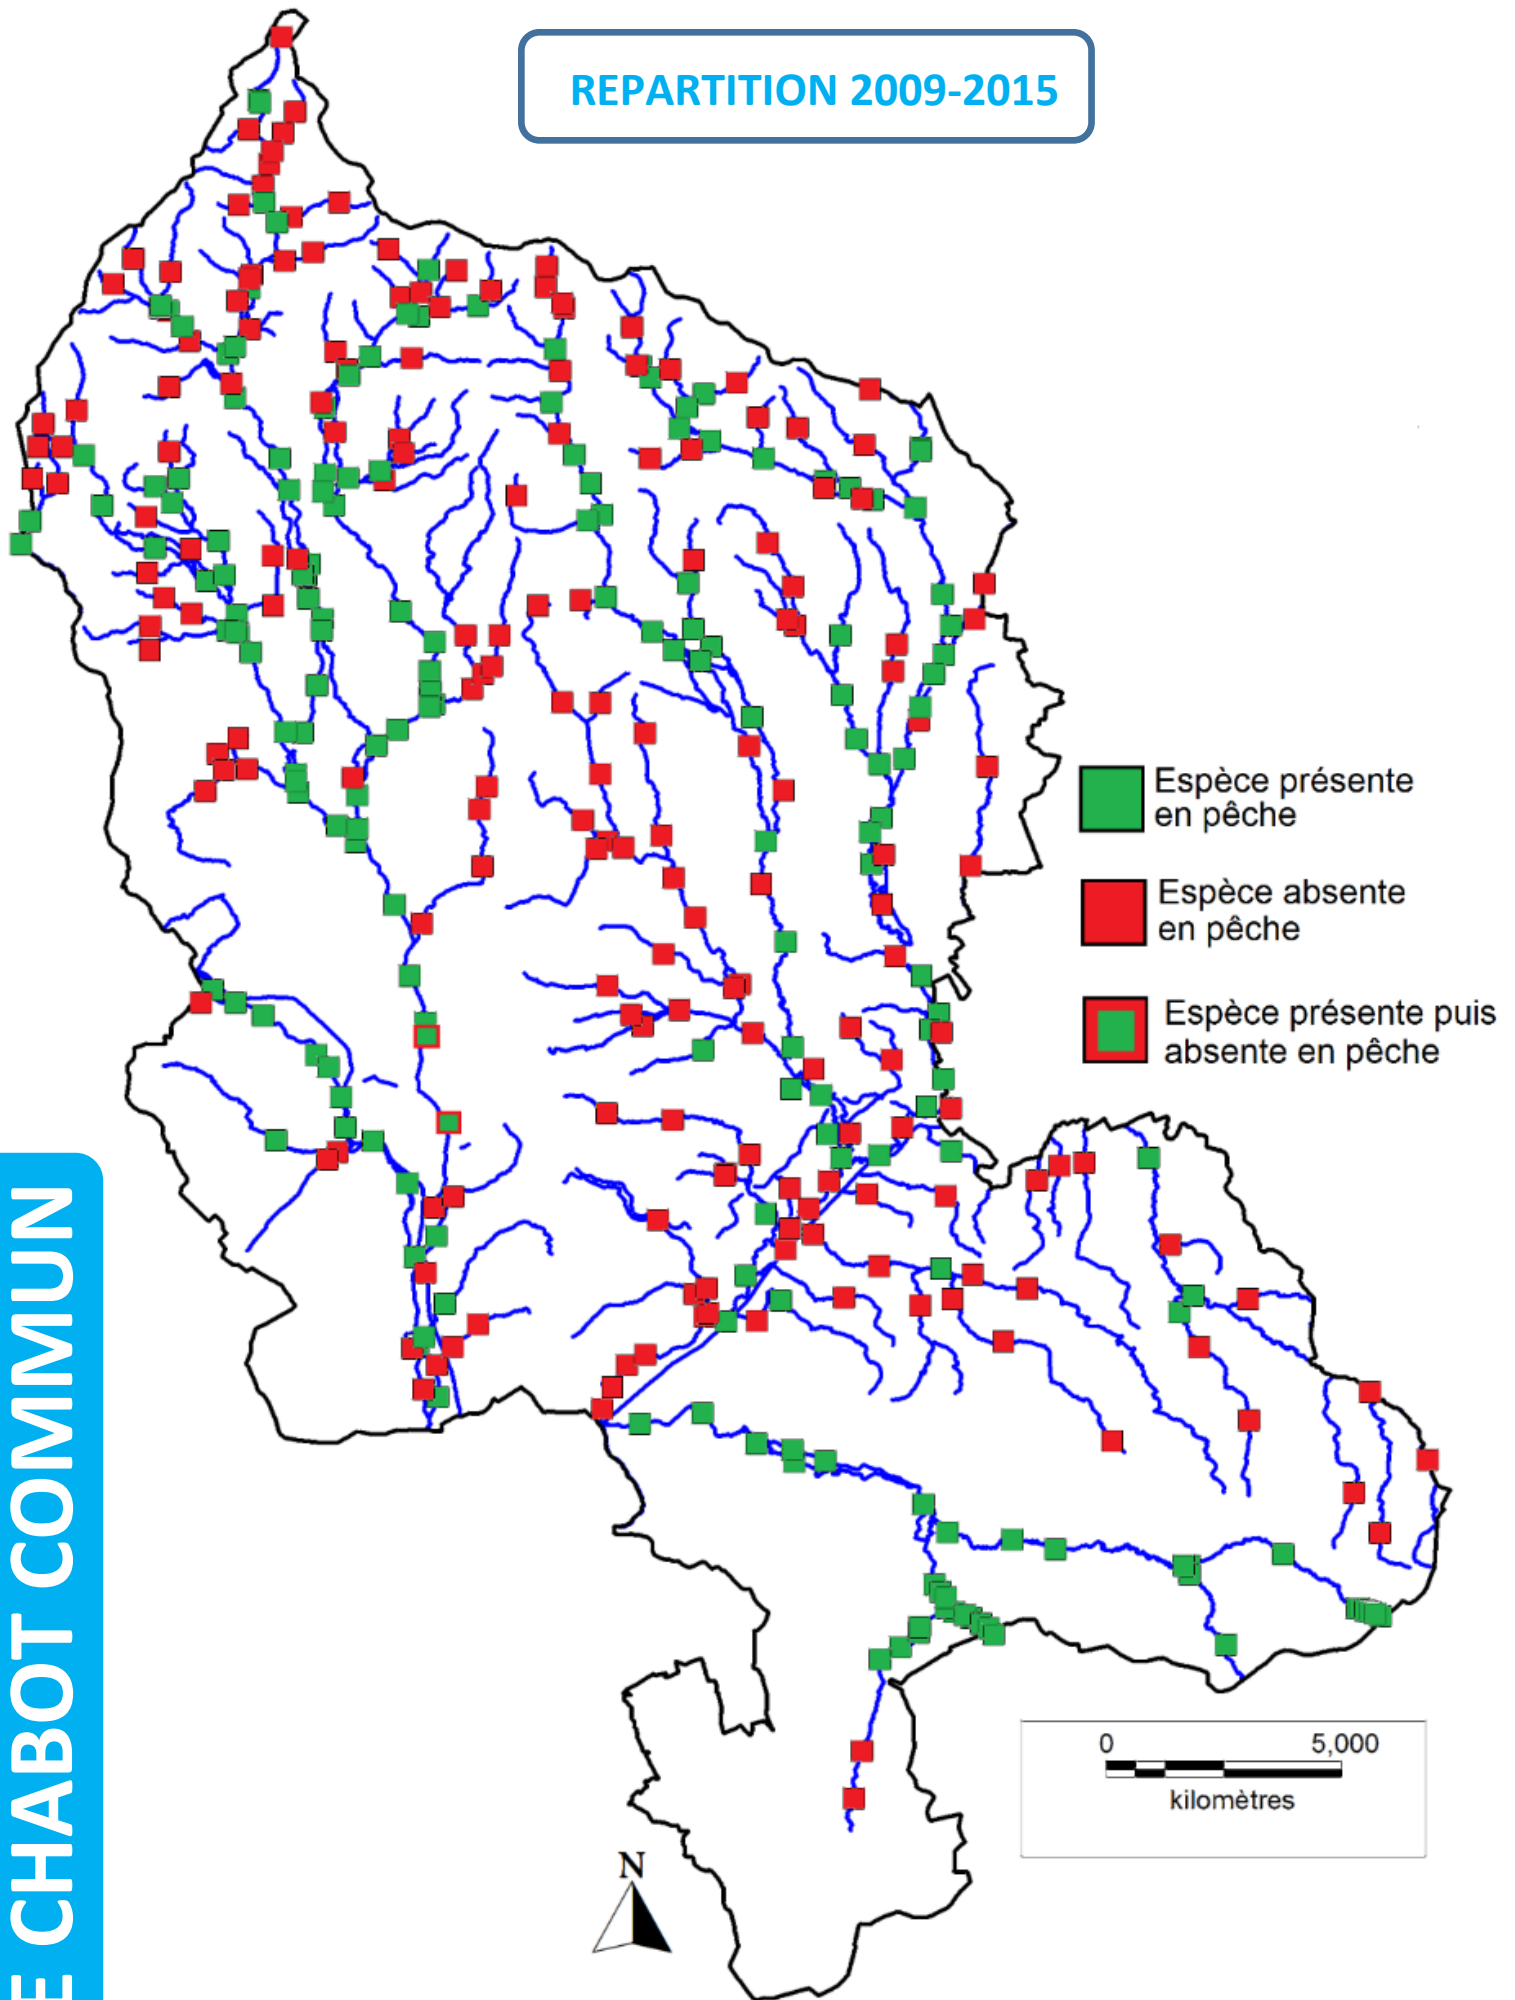 REPARTITION 2009-2015
Espèce présente
en pêche
Espèce absente
en pêche
Espèce présente puis
absente en pêche
E CHABOT COMMUN
0 5,000
kilomètres
N